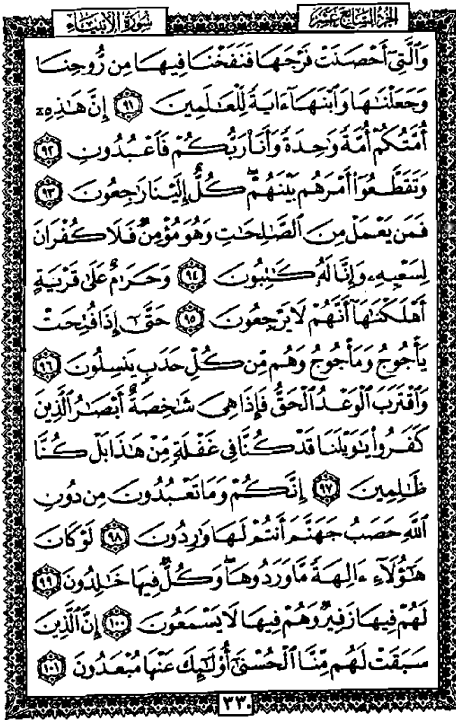 الجزء السابع عشر
سورة الأنبياء
وَٱلَّتِىٓ أَحۡصَنَتۡ فَرۡجَهَا فَنَفَخۡنَا فِيهَا مِن رُّوحِنَا
وَجَعَلۡنَٰهَا وَٱبۡنَهَآ ءَايَةٗ لِّلۡعَٰلَمِينَ ٩١ إِنَّ هَٰذِهِۦٓ
أُمَّتُكُمۡ أُمَّةٗ وَٰحِدَةٗ وَأَنَا۠ رَبُّكُمۡ فَٱعۡبُدُونِ ٩٢
وَتَقَطَّعُوٓاْ أَمۡرَهُم بَيۡنَهُمۡۖ كُلٌّ إِلَيۡنَا رَٰجِعُونَ ٩٣
فَمَن يَعۡمَلۡ مِنَ ٱلصَّٰلِحَٰتِ وَهُوَ مُؤۡمِنٞ فَلَا كُفۡرَانَ
لِسَعۡيِهِۦ وَإِنَّا لَهُۥ كَٰتِبُونَ ٩٤ وَحَرَٰمٌ عَلَىٰ قَرۡيَةٍ
أَهۡلَكۡنَٰهَآ أَنَّهُمۡ لَا يَرۡجِعُونَ ٩٥ حَتَّىٰٓ إِذَا فُتِحَتۡ
يَأۡجُوجُ وَمَأۡجُوجُ وَهُم مِّن كُلِّ حَدَبٖ يَنسِلُونَ ٩٦
وَٱقۡتَرَبَ ٱلۡوَعۡدُ ٱلۡحَقُّ فَإِذَا هِىَ شَٰخِصَةٌ أَبۡصَٰرُ ٱلَّذِينَ
كَفَرُواْ يَٰوَيۡلَنَا قَدۡ كُنَّا فِى غَفۡلَةٖ مِّنۡ هَٰذَا بَلۡ كُنَّا
ظَٰلِمِينَ ٩٧ إِنَّكُمۡ وَمَا تَعۡبُدُونَ مِن دُونِ
ٱللَّهِ حَصَبُ جَهَنَّمَ أَنتُمۡ لَهَا وَٰرِدُونَ ٩٨ لَوۡ كَانَ
هَٰٓؤُلَآءِ ءَالِهَةٗ مَّا وَرَدُوهَاۖ وَكُلّٞ فِيهَا خَٰلِدُونَ ٩٩
لَهُمۡ فِيهَا زَفِيرٞ وَهُمۡ فِيهَا لَا يَسۡمَعُونَ ١٠٠ إِنَّ ٱلَّذِينَ
سَبَقَتۡ لَهُم مِّنَّا ٱلۡحُسۡنَىٰٓ أُوْلَٰٓئِكَ عَنۡهَا مُبۡعَدُونَ ١٠١
٣٣٠